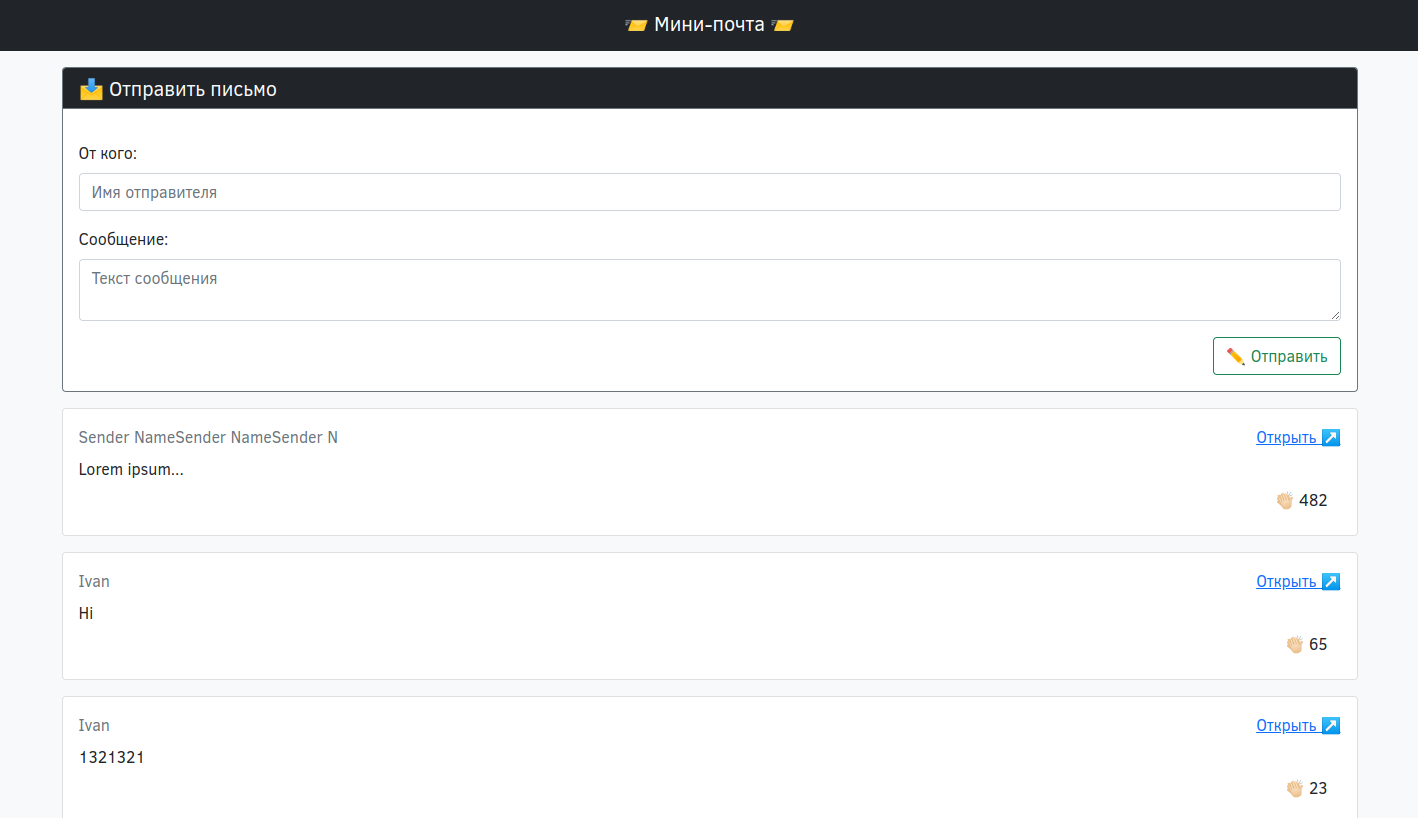 📨 Мини-почта 📨
📩 Отправить письмо
От кого:
Имя отправителя
Сообщение:
Текст сообщения
✏️ Отправить
Sender NameSender NameSender N
Открыть ↗️
Lorem ipsum...
👏🏻 482
Ivan
Открыть ↗️
Hi
👏🏻 65
Ivan
Открыть ↗️
1321321
👏🏻 23